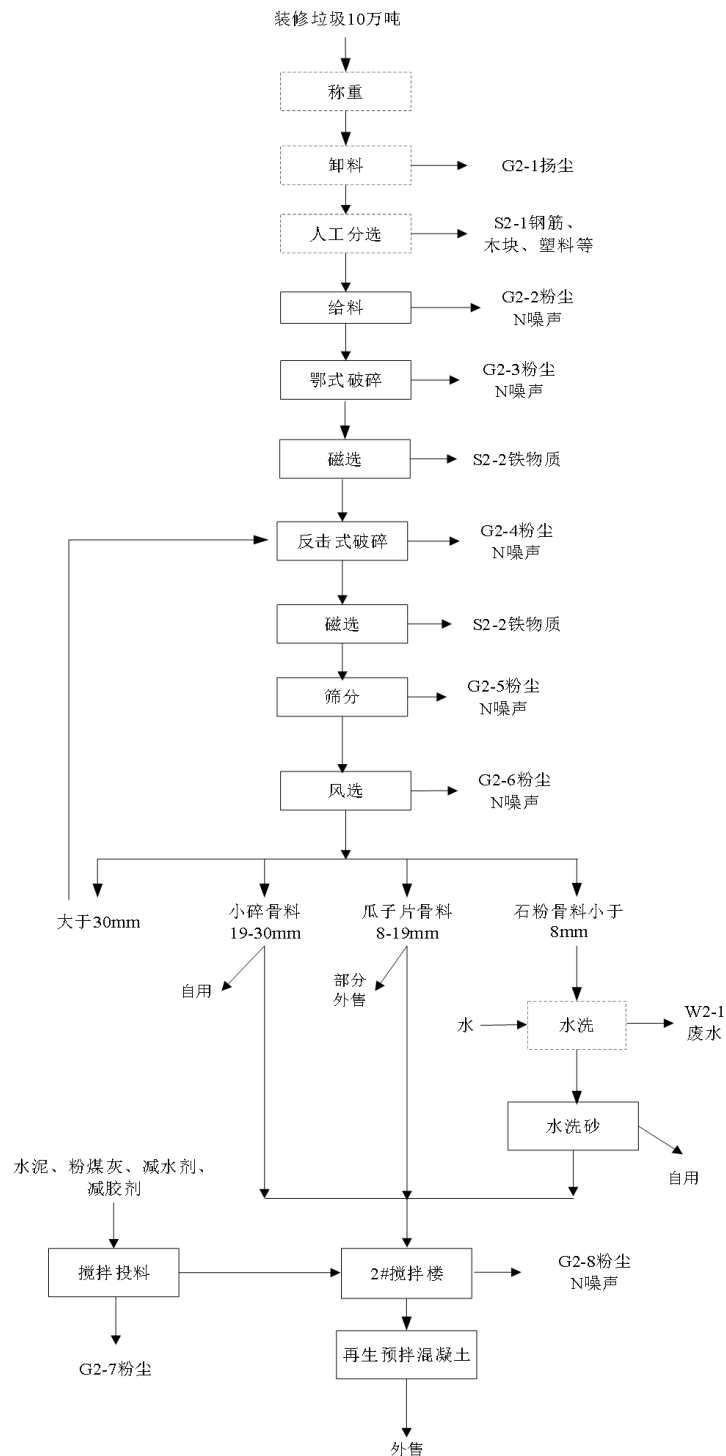 装修垃圾10万吨
称重
卸料
G2-1扬尘
人工分选
S2-1钢筋、
木块、塑料等
给料
G2-2粉尘
N噪声
鄂式破碎
G2-3粉尘
N噪声
磁选
S2-2铁物质
反击式破碎
G2-4粉尘
N噪声
磁选
S2-2铁物质
筛分
G2-5粉尘
N噪声
风选
G2-6粉尘
N噪声
大于30mm
小碎骨料
19-30mm
瓜子片骨料
8-19mm
石粉骨料小于
8mm
自用
部分
外售
水
水洗
W2-1
废水
水洗砂
自用
水泥、粉煤灰、减水剂、
减胶剂
搅拌投料
2#搅拌楼
G2-8粉尘
N噪声
G2-7粉尘
再生预拌混凝土
外售